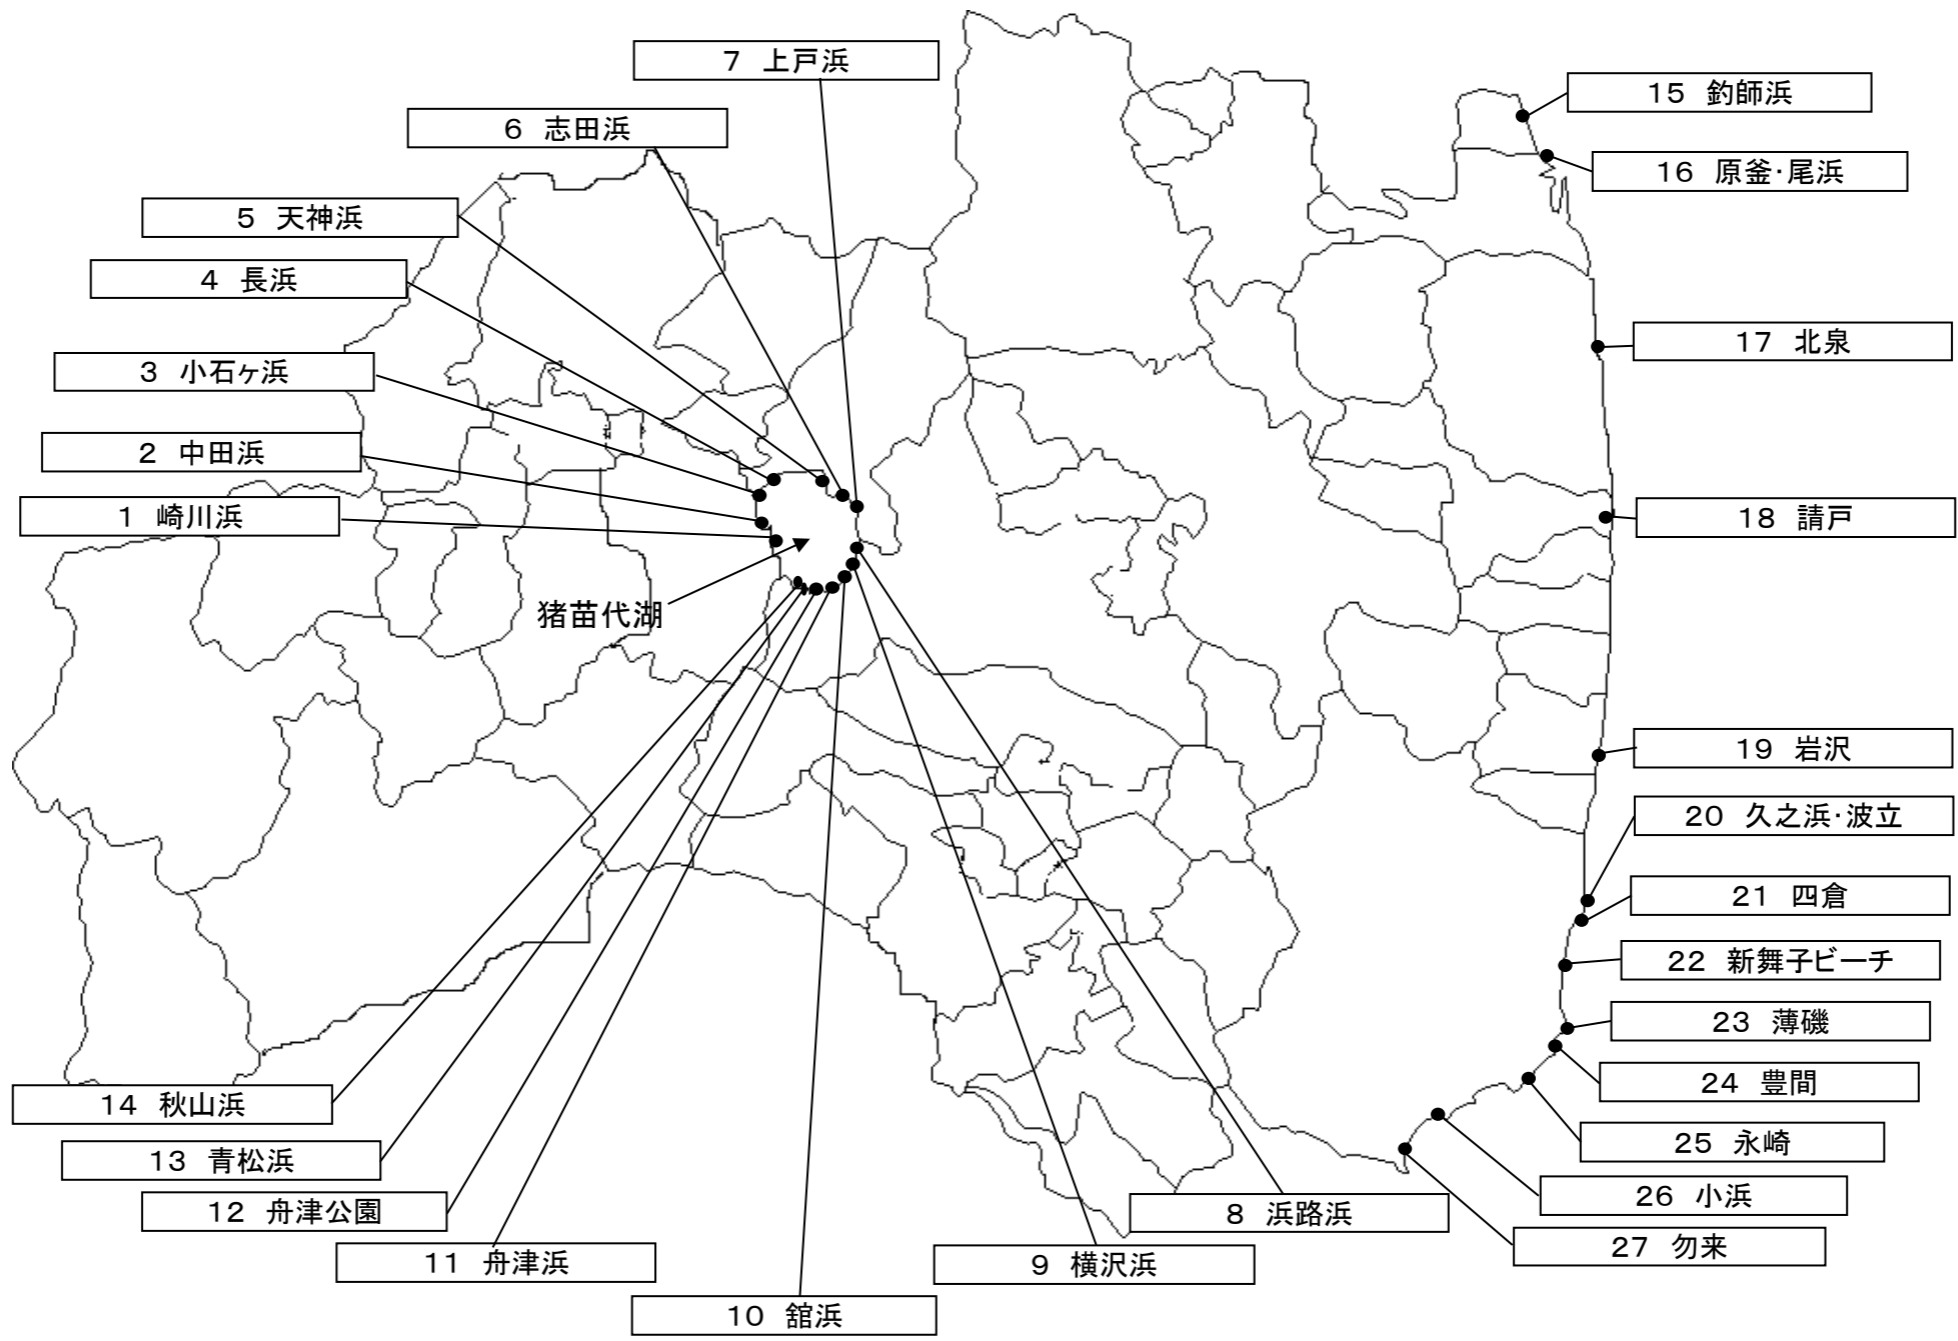 7 上戸浜
6 志田浜
5 天神浜
4 長浜
3 小石ヶ浜
2 中田浜
1 崎川浜
猪苗代湖
14 秋山浜
13 青松浜
12 舟津公園
11 舟津浜
10 舘浜
9 横沢浜
8 浜路浜
15 釣師浜
16 原釜・尾浜
17 北泉
18 請戸
19 岩沢
20 久之浜・波立
21 四倉
22 新舞子ビーチ
23 薄磯
24 豊間
25 永崎
26 小浜
27 勿来